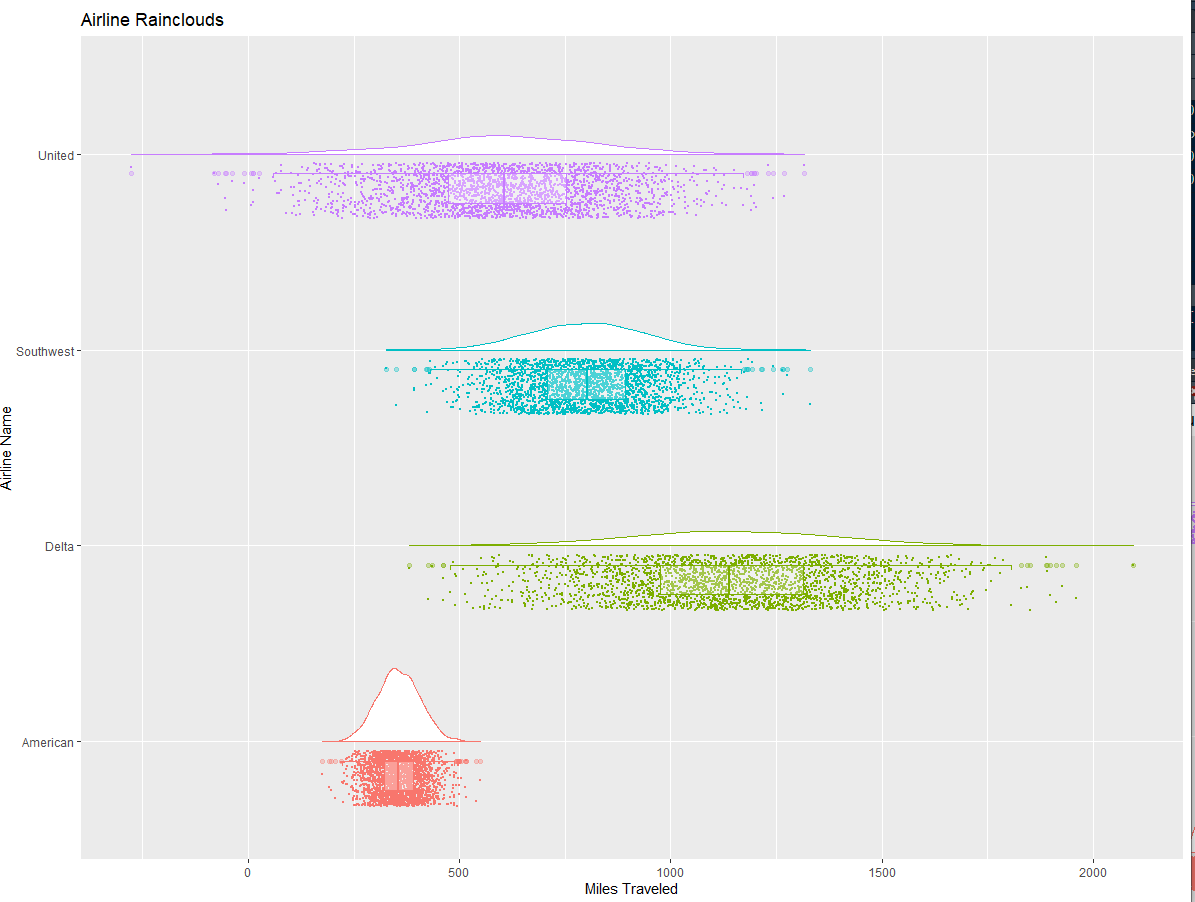 Airline Rainclouds
United
Southwest
Delta
American
Airline Name
0 500 1000 1500 2000
Miles Traveled